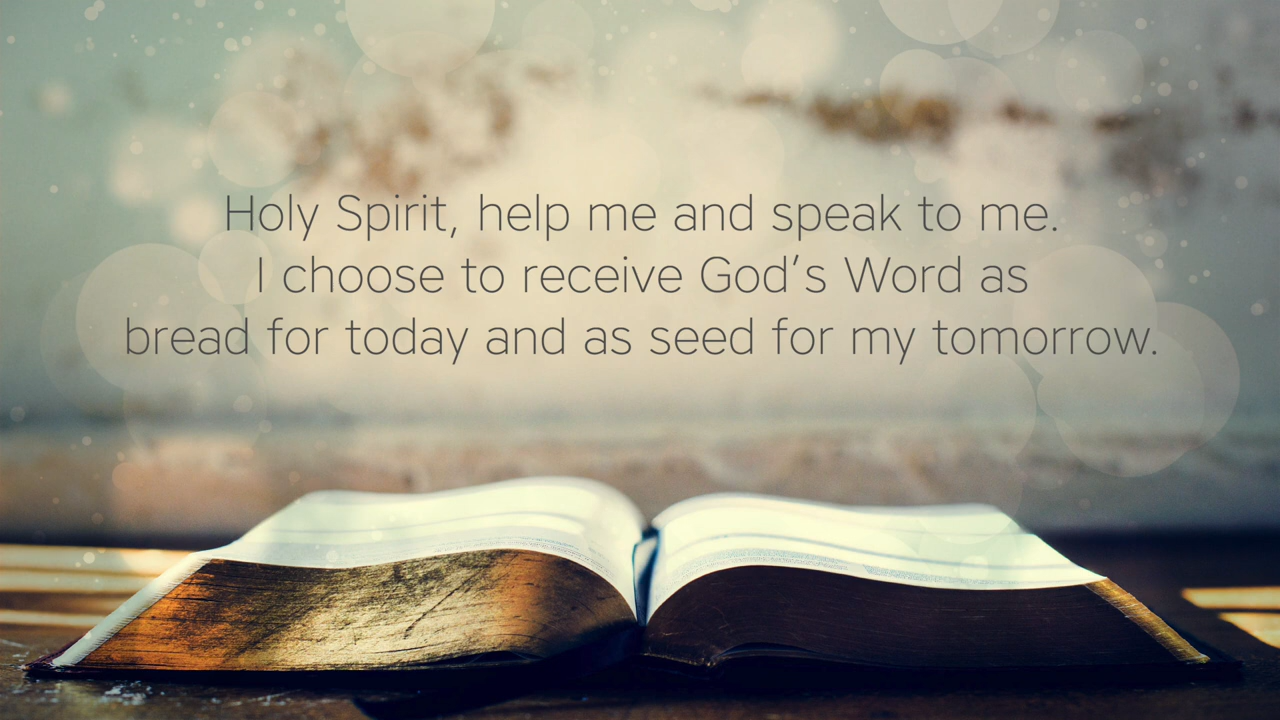 Holy Spirit, help me and speak to me.
I choose to receive God's Word as
bread for today and as seed for my tomorrow.